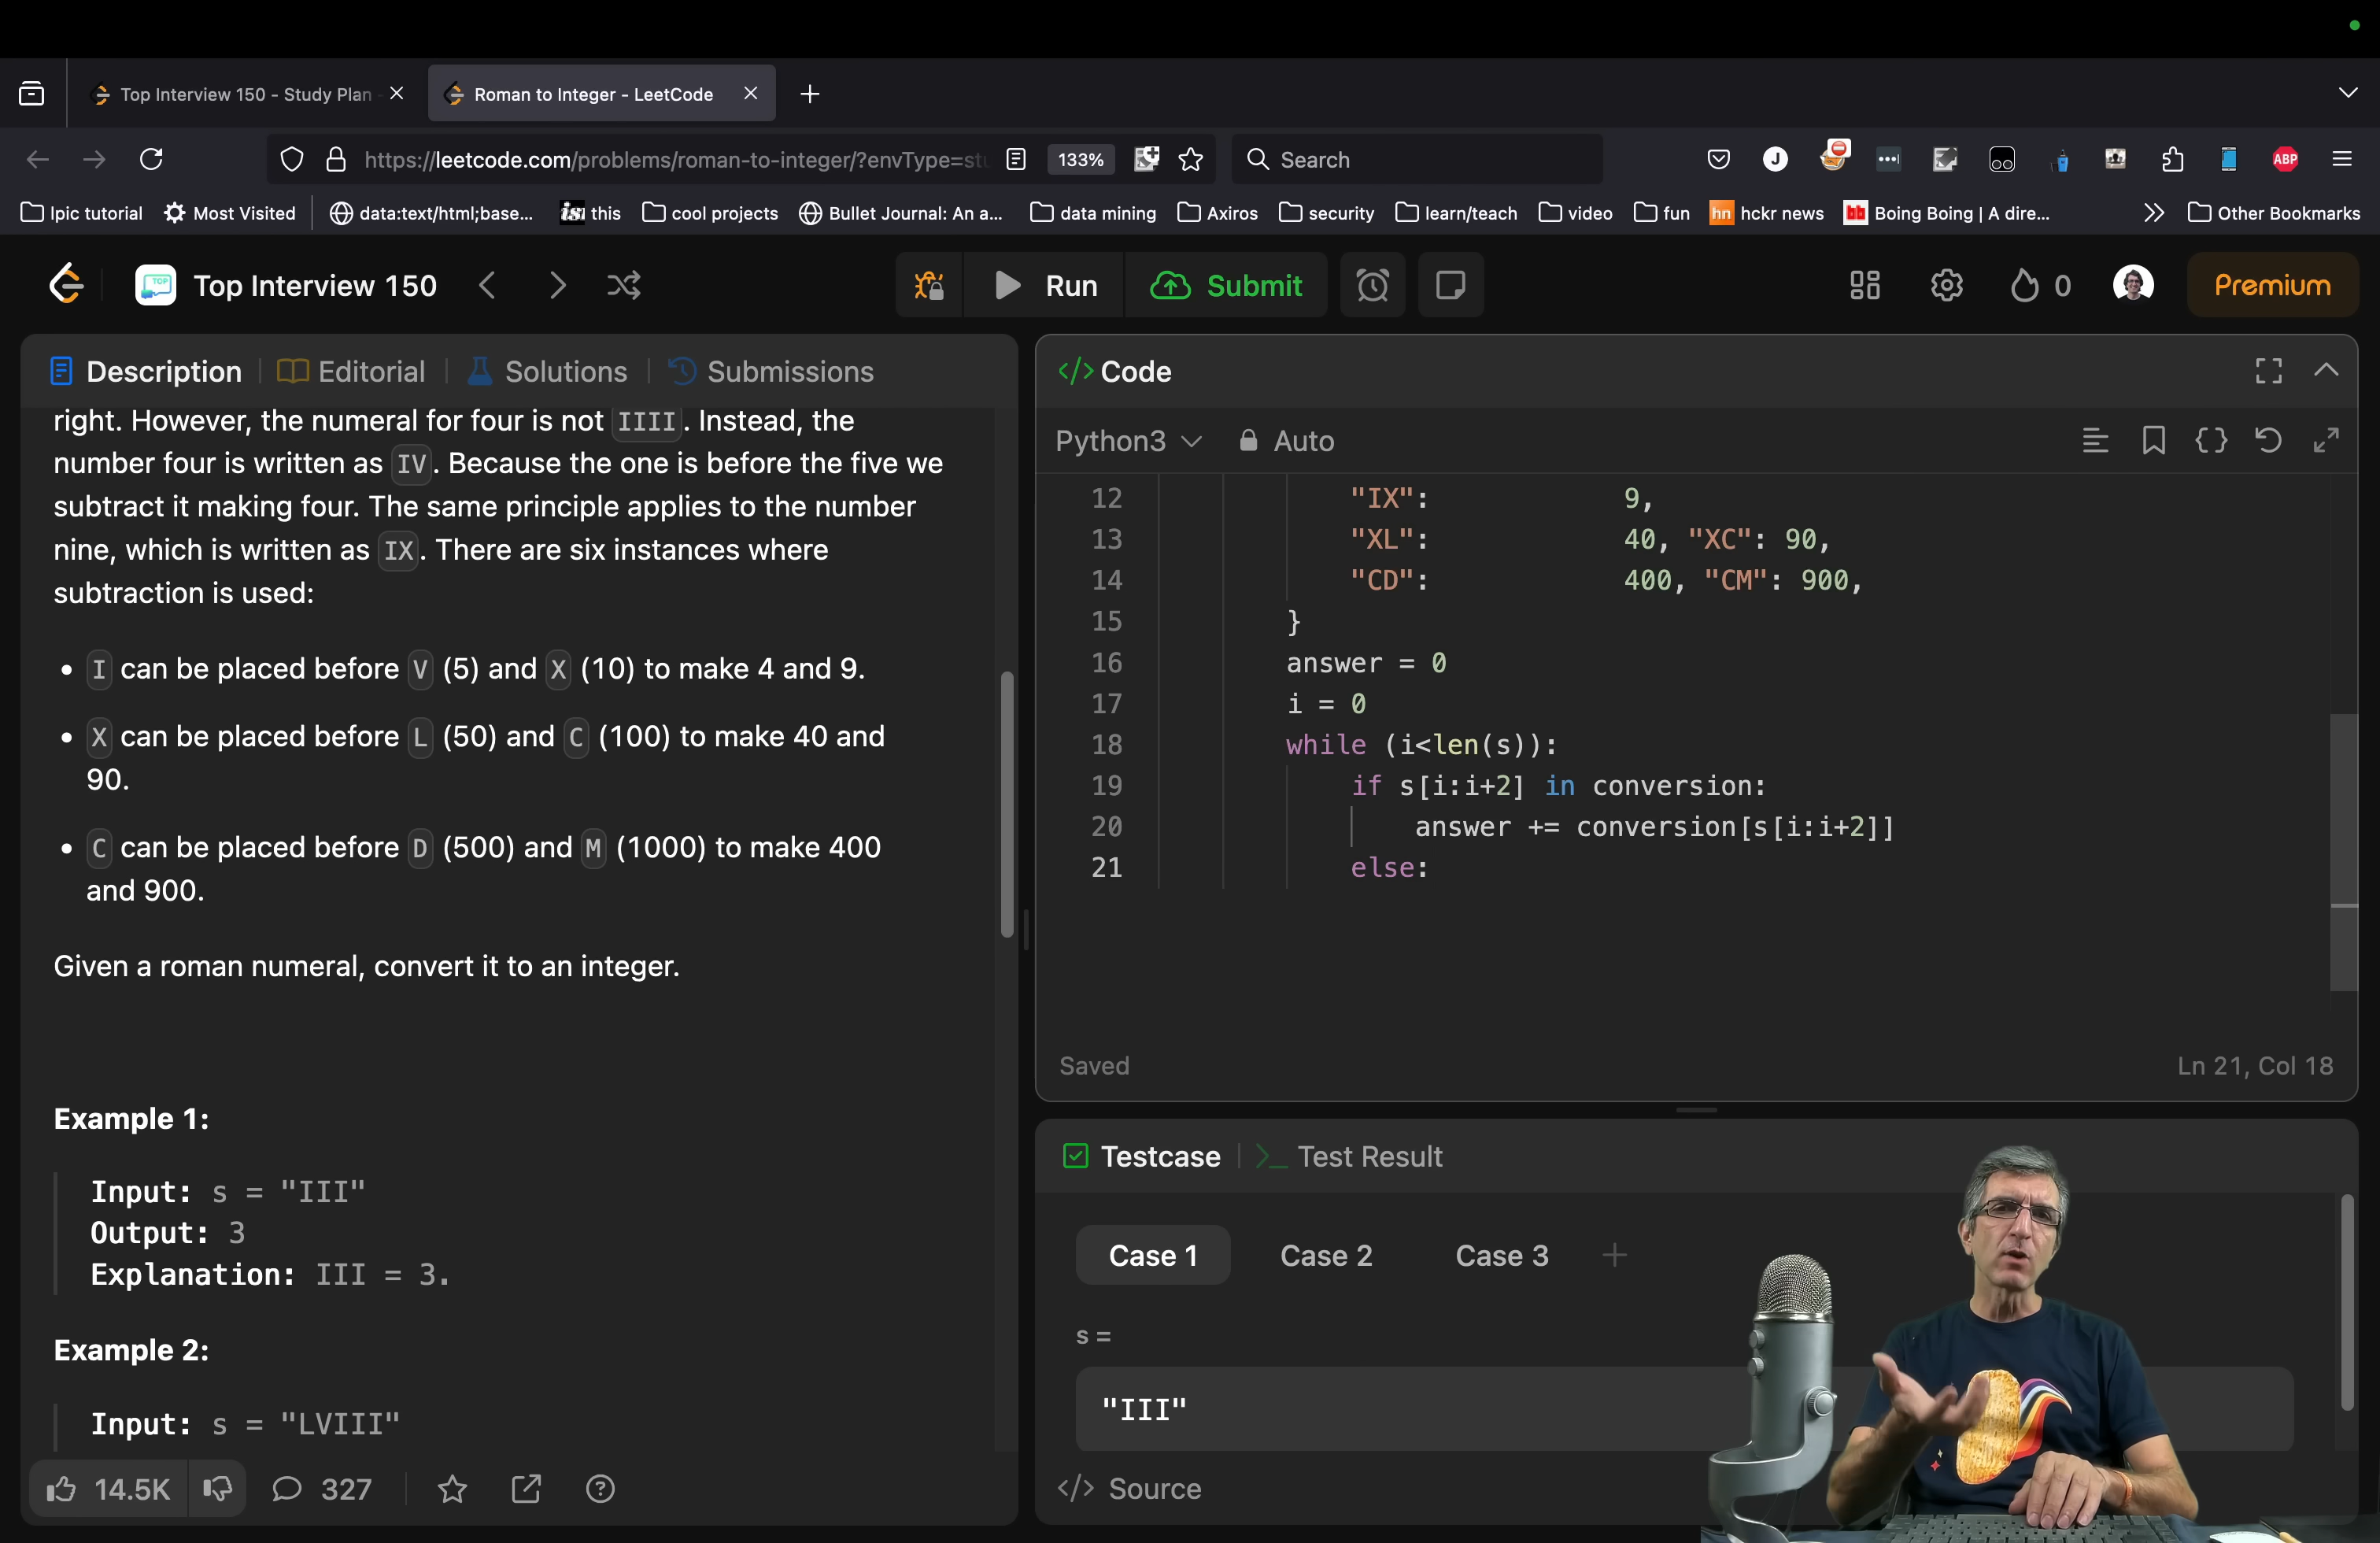 Top Interview 150 - Study Plan
Roman to Integer - LeetCode
https://leetcode.com/problems/roman-to-integer/?envType=stu
133%
Search
J
ABP
lpic tutorial
Most Visited
data:text/html;base...
this
cool projects
Bullet Journal: An a...
data mining
Axiros
security
learn/teach
video
fun
hn
hckr news
bb
Boing Boing | A dire...
Other Bookmarks
TOP
Top Interview 150
Run
Submit
0
Premium
Description
Editorial
Solutions
Submissions
right. However, the numeral for four is not IIII. Instead, the
number four is written as IV. Because the one is before the five we
subtract it making four. The same principle applies to the number
nine, which is written as IX. There are six instances where
subtraction is used:
• I can be placed before V (5) and X (10) to make 4 and 9.
• X can be placed before L (50) and C (100) to make 40 and
90.
• C can be placed before D (500) and M (1000) to make 400
and 900.
Given a roman numeral, convert it to an integer.
Example 1:
Input: s = "III"
Output: 3
Explanation: III = 3.
Example 2:
Input: s = "LVIII"
14.5K
327
</> Code
Python3
Auto
12 "IX": 9,
13 "XL": 40, "XC": 90,
14 "CD": 400, "CM": 900,
15 }
16 answer = 0
17 i = 0
18 while (i<len(s)):
19 if s[i:i+2] in conversion:
20 answer += conversion[s[i:i+2]]
21 else:
Saved
Ln 21, Col 18
Testcase
>_ Test Result
Case 1
Case 2
Case 3
+
s =
"III"
</> Source